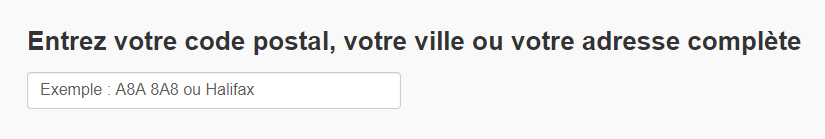 Entrez votre code postal, votre ville ou votre adresse complète
Exemple : A8A 8A8 ou Halifax